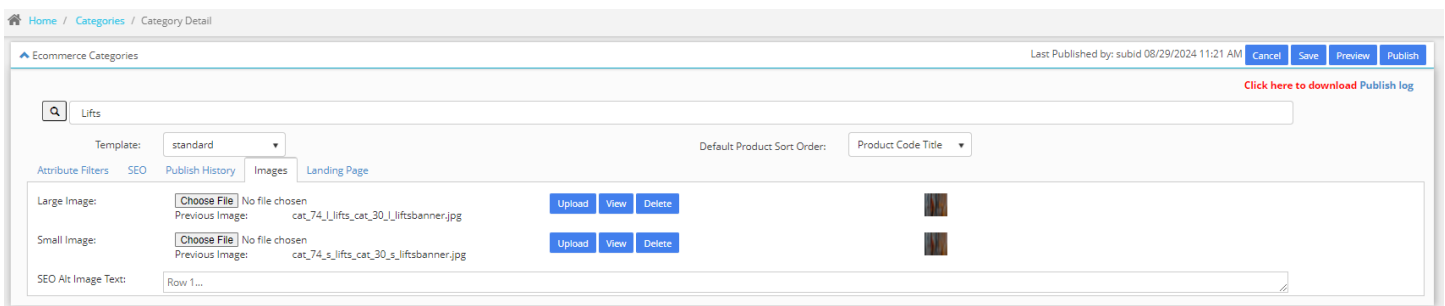 Home / Categories / Category Detail
Ecommerce Categories
Last Published by: subid 08/29/2024 11:21 AM Cancel Save Preview Publish
Click here to download Publish log
Lifts
Template: standard Default Product Sort Order: Product Code Title
Attribute Filters SEO Publish History Images Landing Page
Large Image: Choose File No file chosen Upload View Delete
Previous Image: cat_74_l_lifts_cat_30_l_liftsbanner.jpg
Small Image: Choose File No file chosen Upload View Delete
Previous Image: cat_74_s_lifts_cat_30_s_liftsbanner.jpg
SEO Alt Image Text: Row 1...